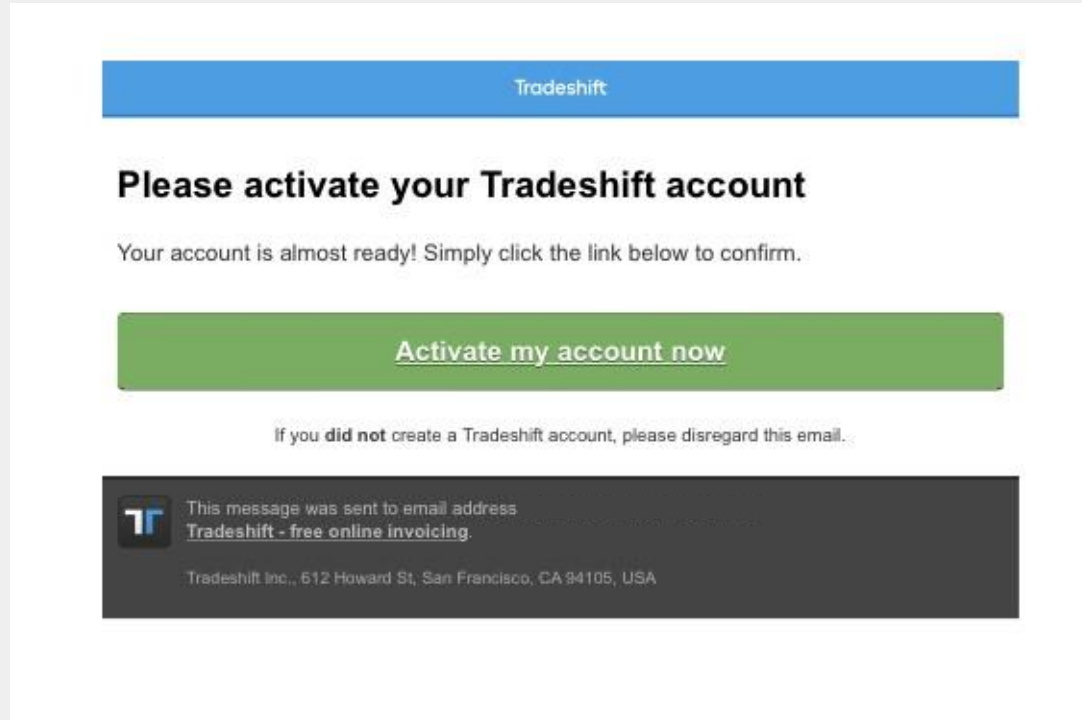 Tradeshift
Please activate your Tradeshift account
Your account is almost ready! Simply click the link below to confirm.
Activate my account now
If you did not create a Tradeshift account, please disregard this email.
This message was sent to email address
Tradeshift - free online invoicing.
Tradeshift Inc., 612 Howard St, San Francisco, CA 94105, USA